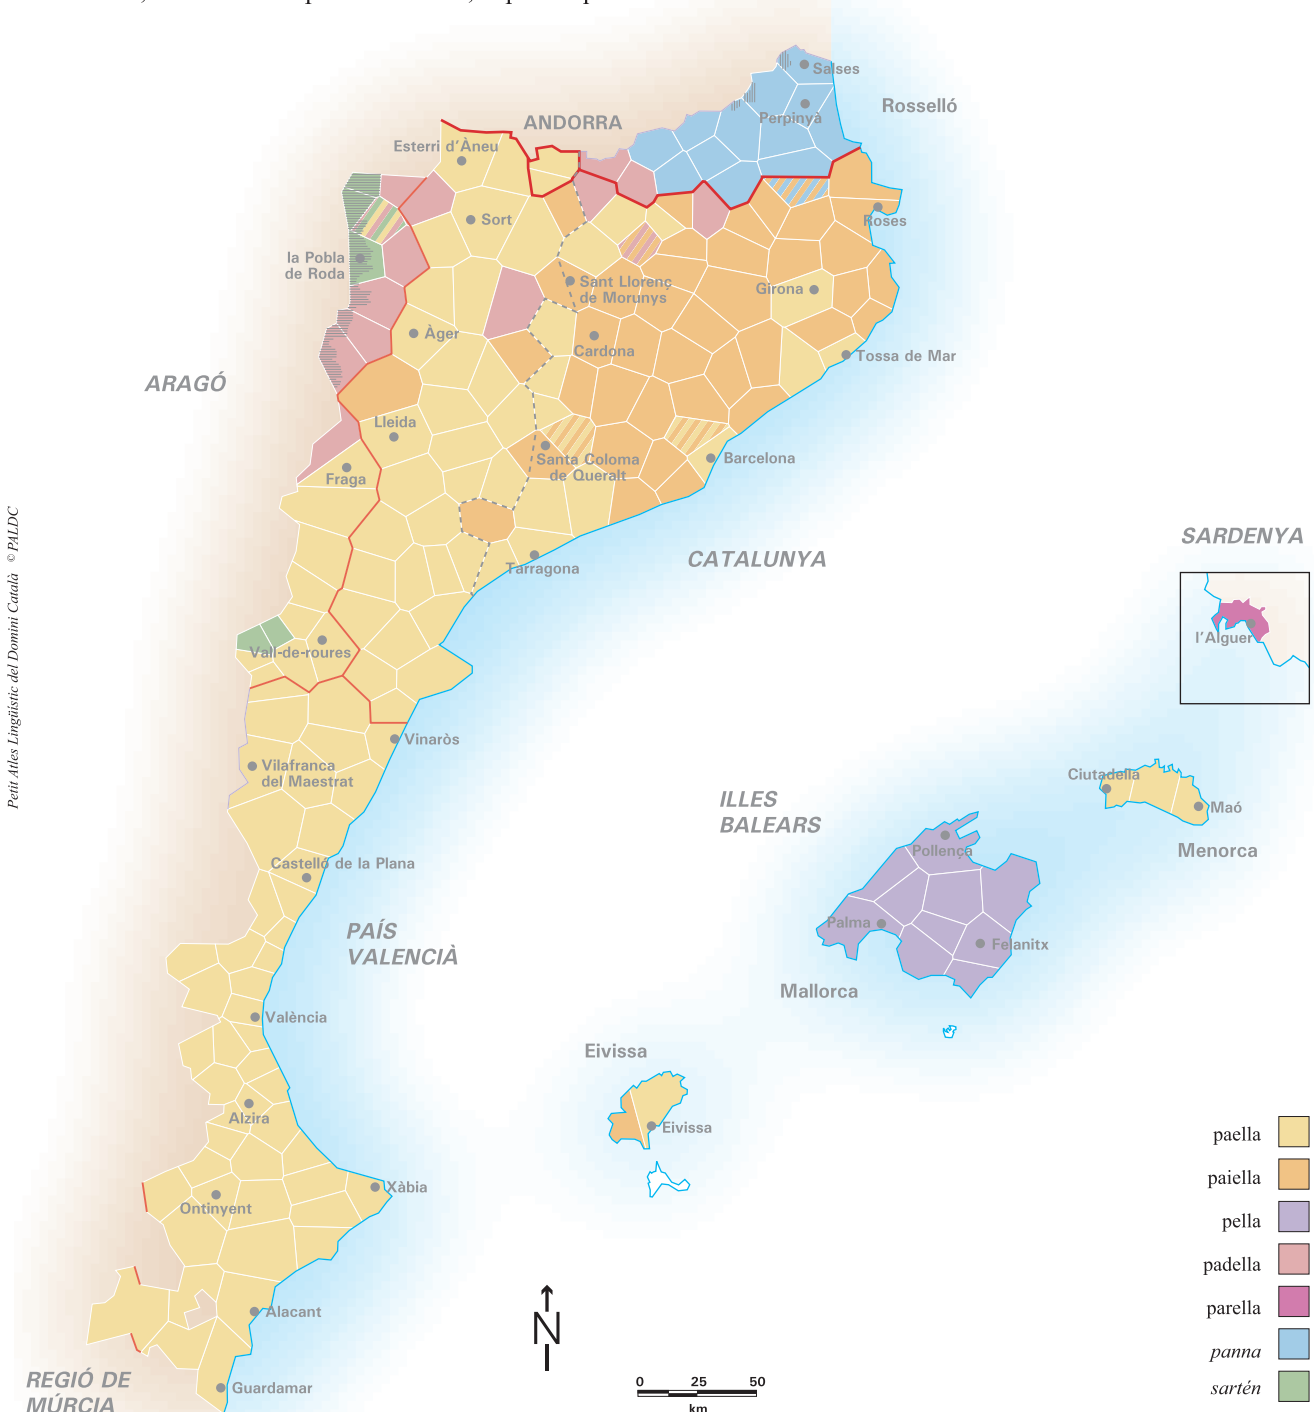 Salses
Rosselló
Perpinyà
ANDORRA
Esterri d'Àneu
Sort
Roses
la Pobla
de Roda
Sant Llorenç
de Morunys
Girona
Àger
Cardona
Tossa de Mar
ARAGÓ
Lleida
Santa Coloma
de Queralt
Barcelona
Fraga
CATALUNYA
Tarragona
SARDENYA
l'Alguer
Vall-de-roures
Petit Atles Lingüístic del Domini Català © PALDC
Vinaròs
Vilafranca
del Maestrat
ILLES
BALEARS
Ciutadella
Maó
Menorca
Pollença
Castelló de la Plana
PAÍS
VALENCIÀ
Palma
Felanitx
Mallorca
València
Eivissa
Alzira
Eivissa
Xàbia
Ontinyent
Alacant
Guardamar
REGIÓ DE
MÚRCIA
N
0 25 50
km
paella
paiella
pella
padella
parella
panna
sartén